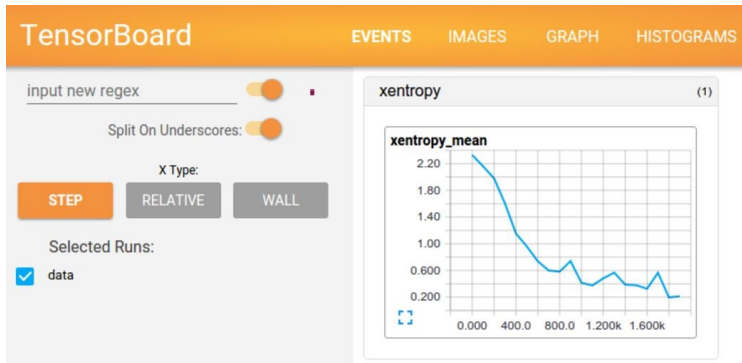 TensorBoard
EVENTS IMAGES GRAPH HISTOGRAMS
input new regex
Split On Underscores:
X Type:
STEP RELATIVE WALL
Selected Runs:
data
xentropy (1)
xentropy_mean
2.20
1.80
1.40
1.00
0.600
0.200
0.000 400.0 800.0 1.200k 1.600k